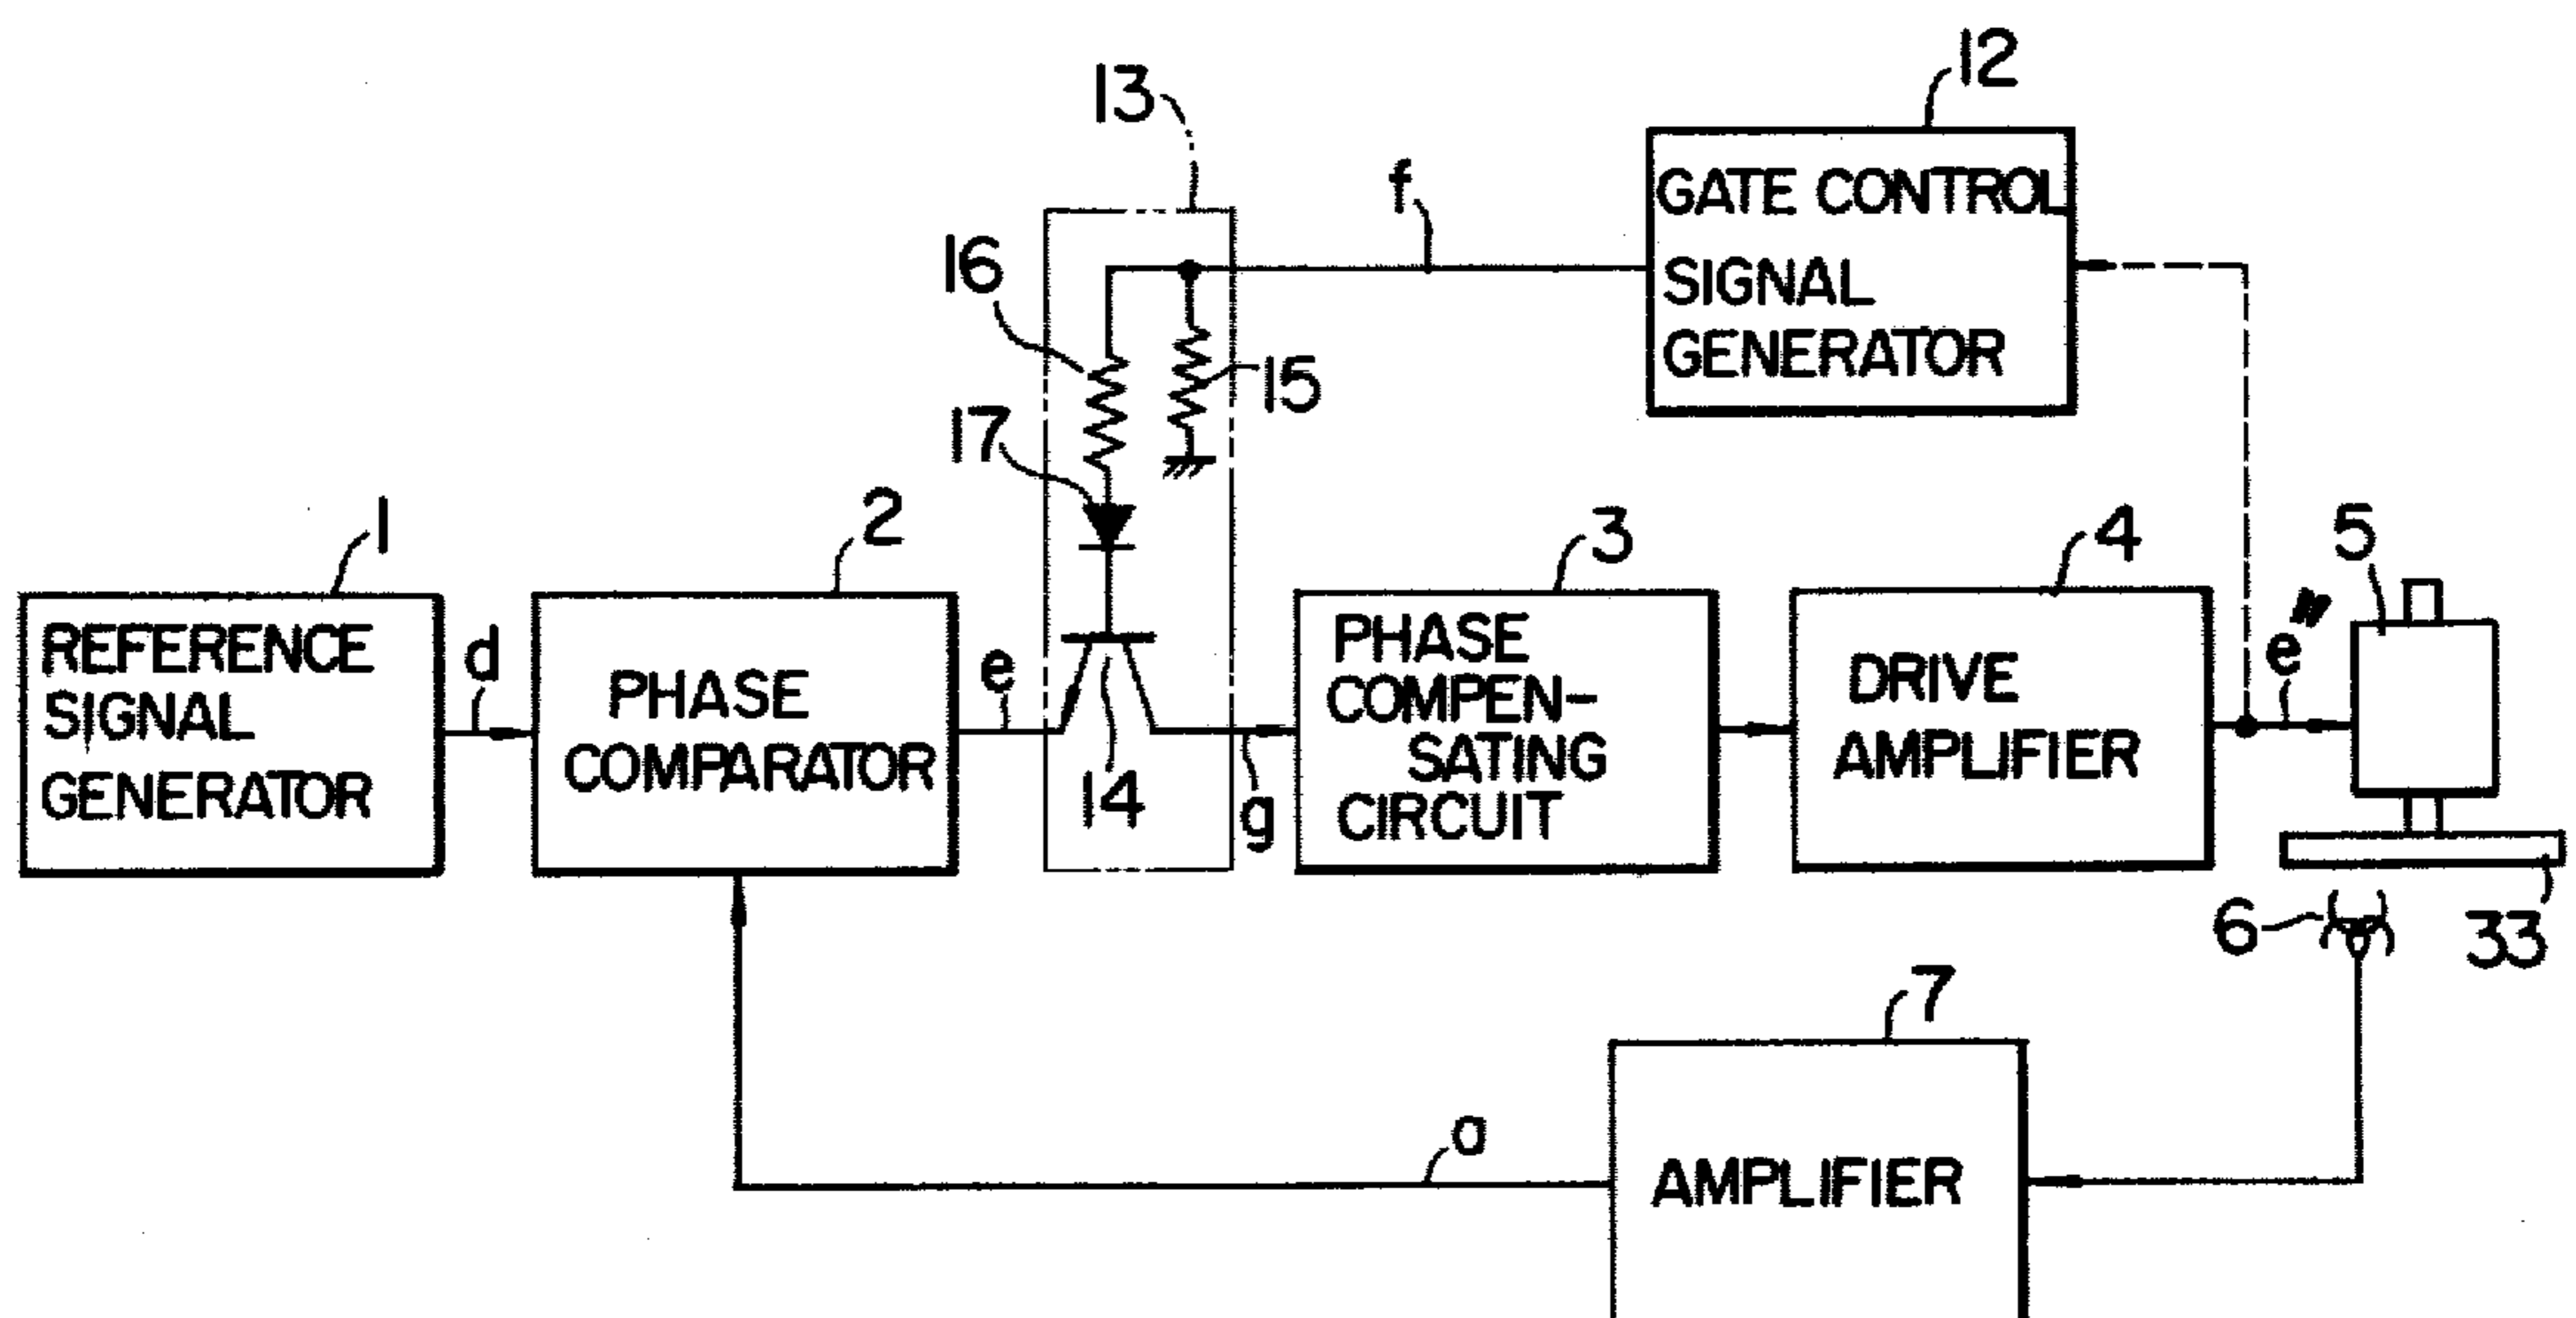 12
13
GATE CONTROL
SIGNAL
GENERATOR
f
16
15
17
1
2
3
4
5
REFERENCE
SIGNAL
GENERATOR
d
PHASE
COMPARATOR
e
14
g
PHASE
COMPEN-
SATING
CIRCUIT
DRIVE
AMPLIFIER
e'''
6
33
7
a
AMPLIFIER